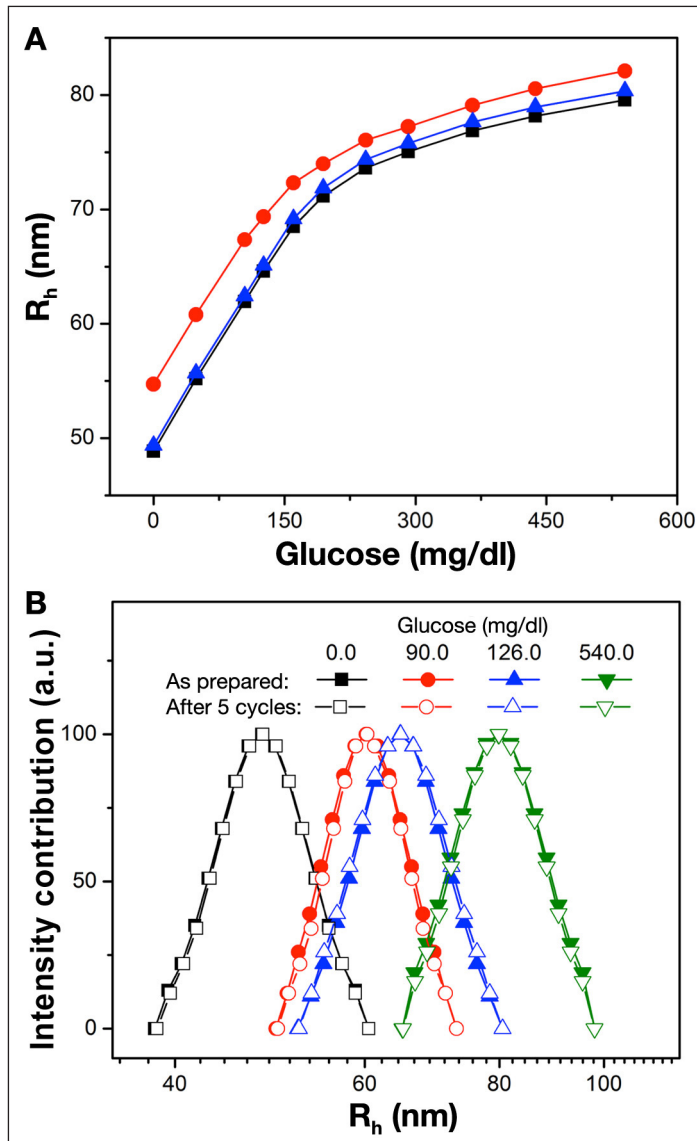 A
80
70
60
50
R_h (nm)
0 150 300 450 600
Glucose (mg/dl)
B
Glucose (mg/dl)
0.0 90.0 126.0 540.0
As prepared:
After 5 cycles:
100
50
0
Intensity contribution (a.u.)
40 60 80 100
R_h (nm)